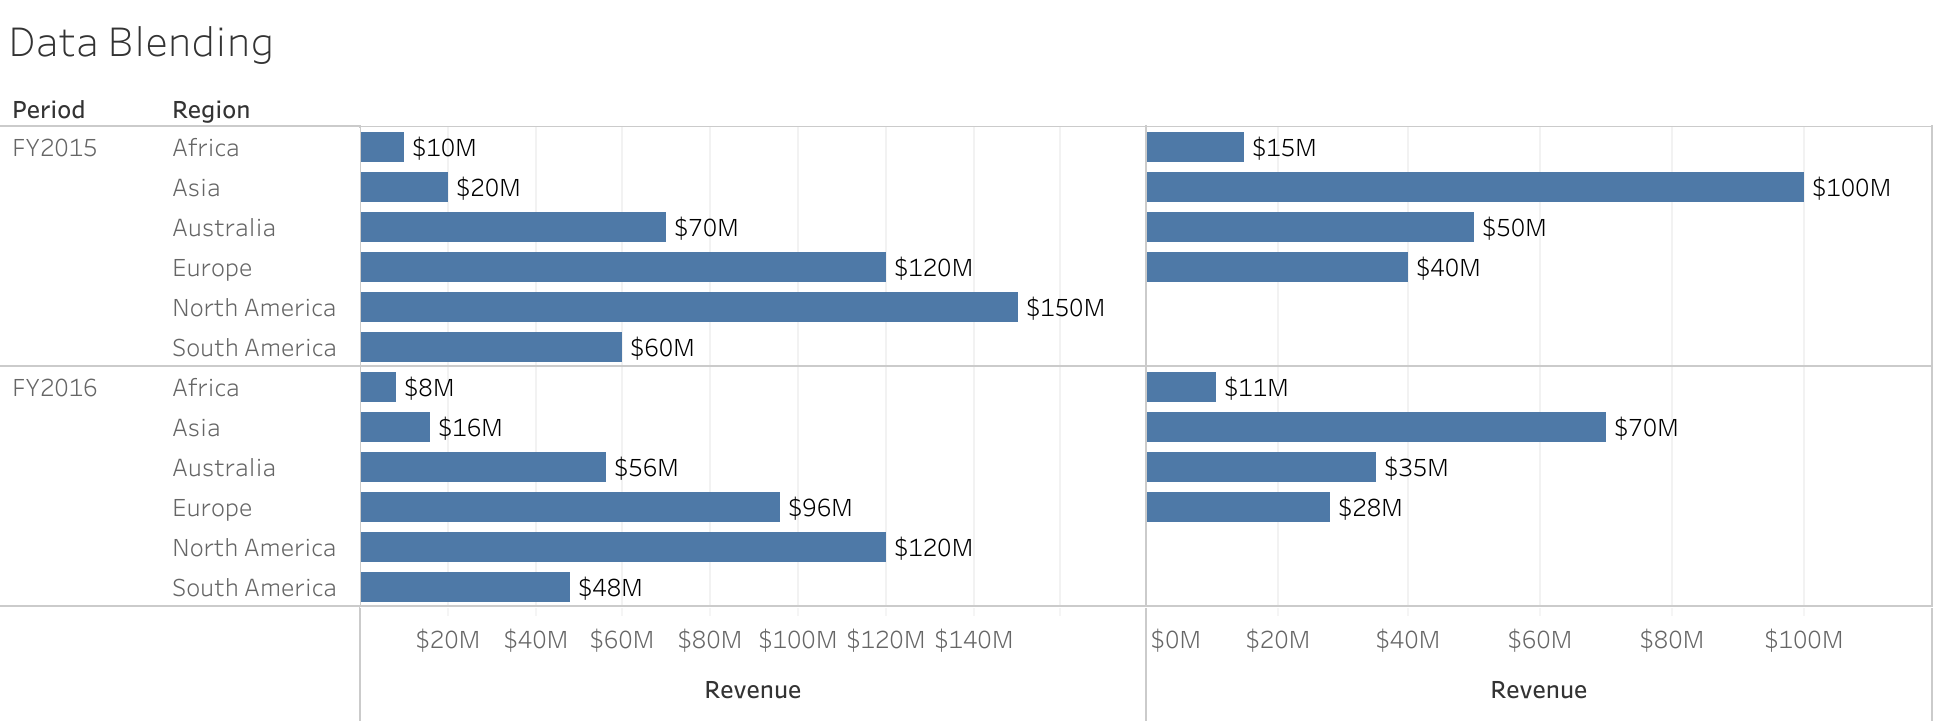 Data Blending
Period Region
FY2015 Africa $10M $15M
Asia $20M $100M
Australia $70M $50M
Europe $120M $40M
North America $150M
South America $60M
FY2016 Africa $8M $11M
Asia $16M $70M
Australia $56M $35M
Europe $96M $28M
North America $120M
South America $48M
$20M $40M $60M $80M $100M $120M $140M $0M $20M $40M $60M $80M $100M
Revenue Revenue